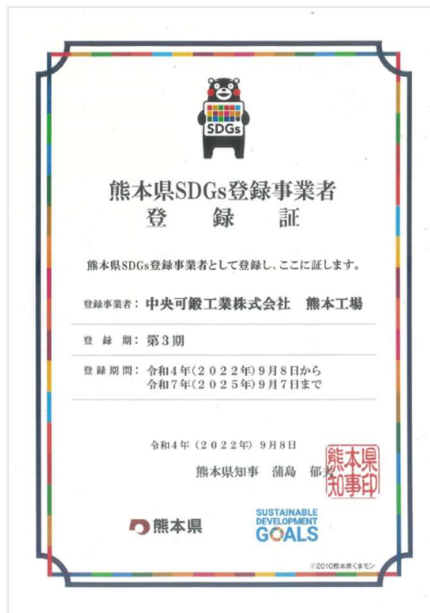 SDGs
熊本県SDGs登録事業者
登 録 証
熊本県SDGs登録事業者として登録し、ここに証します。
登録事業者： 中央可鍛工業株式会社 熊本工場
登 録 期： 第3期
登録期間： 令和4年(2022年)9月8日から
令和7年(2025年)9月7日まで
令和4年（2022年）9月8日
熊本県知事 蒲島 郁夫
熊本県
知事印
熊本県
SUSTAINABLE
DEVELOPMENT
GOALS
©2010熊本県くまモン